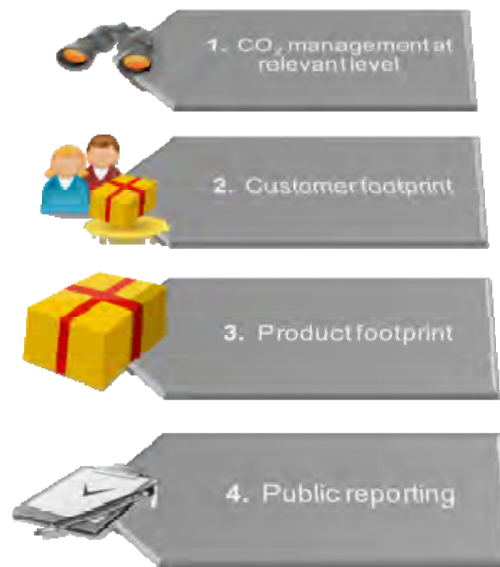 1. CO₂ management at
relevant level
2. Customer footprint
3. Product footprint
4. Public reporting